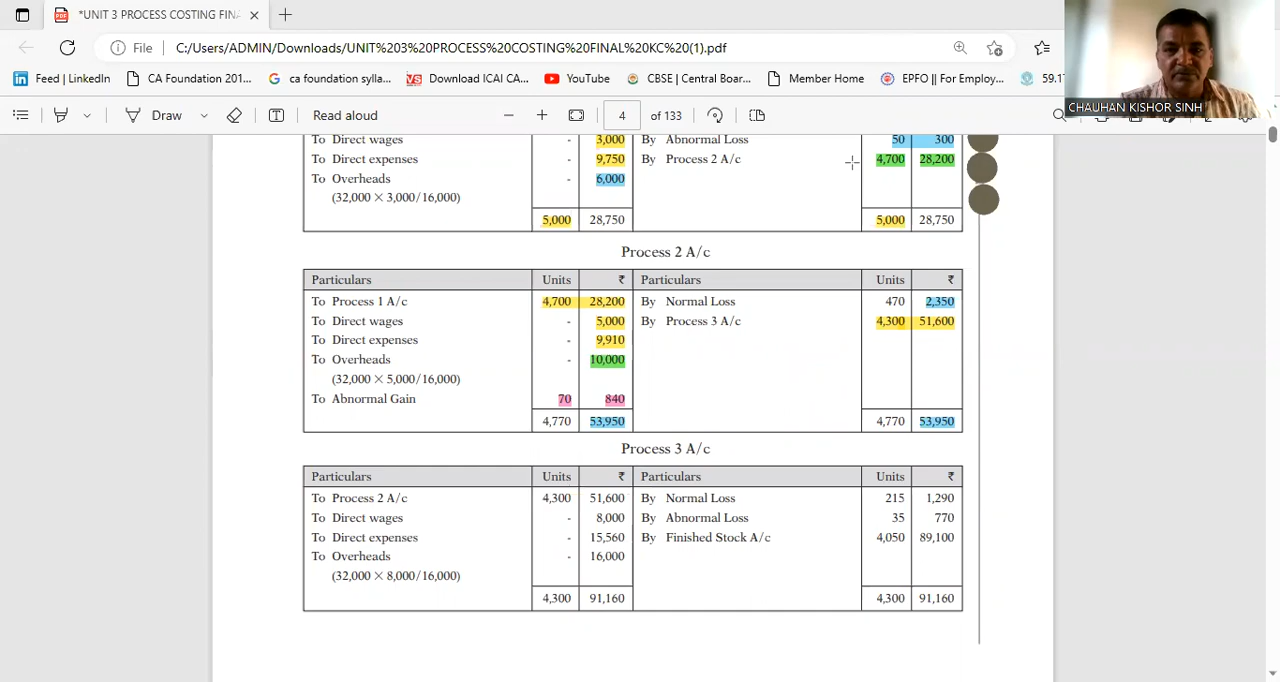 *UNIT 3 PROCESS COSTING FINA
File C:/Users/ADMIN/Downloads/UNIT%203%20PROCESS%20COSTING%20FINAL%20KC%20(1).pdf
Feed | LinkedIn CA Foundation 201... ca foundation sylla... Download ICAI CA... YouTube CBSE | Central Boar... Member Home EPFO || For Employ... 59.1
CHAUHAN KISHOR SINH
Draw Read aloud 4 of 133
To Direct wages - 3,000 By Abnormal Loss 50 300
To Direct expenses - 9,750 By Process 2 A/c 4,700 28,200
To Overheads - 6,000
(32,000 × 3,000/16,000)
5,000 28,750 5,000 28,750
Process 2 A/c
Particulars Units ₹ Particulars Units ₹
To Process 1 A/c 4,700 28,200 By Normal Loss 470 2,350
To Direct wages - 5,000 By Process 3 A/c 4,300 51,600
To Direct expenses - 9,910
To Overheads - 10,000
(32,000 × 5,000/16,000)
To Abnormal Gain 70 840
4,770 53,950 4,770 53,950
Process 3 A/c
Particulars Units ₹ Particulars Units ₹
To Process 2 A/c 4,300 51,600 By Normal Loss 215 1,290
To Direct wages - 8,000 By Abnormal Loss 35 770
To Direct expenses - 15,560 By Finished Stock A/c 4,050 89,100
To Overheads - 16,000
(32,000 × 8,000/16,000)
4,300 91,160 4,300 91,160